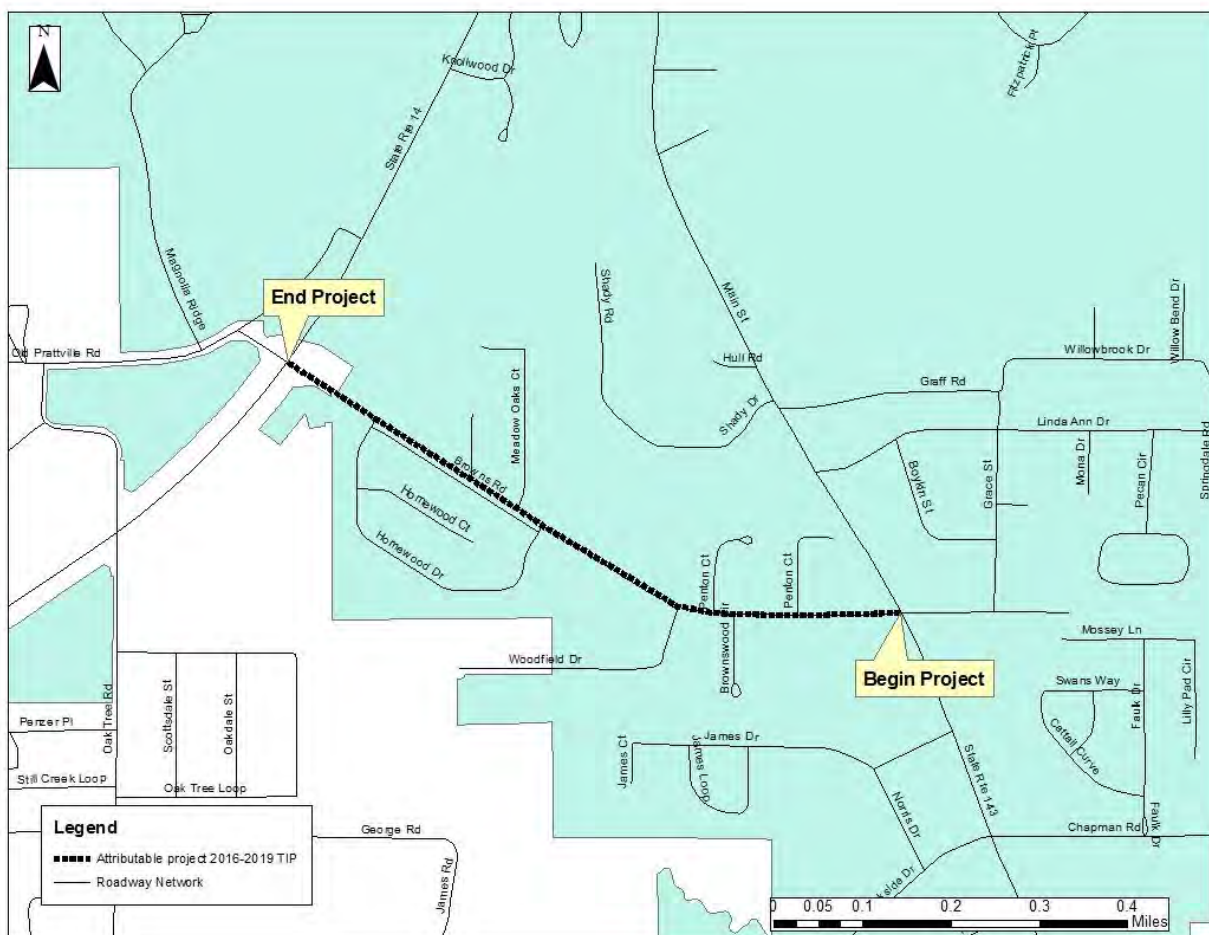 N
Knollwood Dr
Fitzpatrick Pt
State Rte 14
Magnolia Ridge
End Project
Shady Rd
Main St
Willow Bend Dr
Old Prattville Rd
Hull Rd
Willowbrook Dr
Graff Rd
Meadow Oaks Ct
Shady Dr
Linda Ann Dr
Springdale Rd
Browns Rd
Boykin St
Grace St
Mona Dr
Pecan Cir
Homewood Ct
Homewood Dr
Penton Ct
Penton Ct
Brownswood Cir
Mossey Ln
Woodfield Dr
Begin Project
Swans Way
Faulk Dr
Lilly Pad Cir
Oak Tree Rd
Scottsdale St
Oakdale St
Penzer Pl
James Dr
James Ct
James Loop
Cattail Curve
State Rte 143
Still Creek Loop
Oak Tree Loop
Norris Dr
Legend
George Rd
Chapman Rd
Faulk Dr
Attributable project 2016-2019 TIP
Roadway Network
James Rd
kside Dr
0 0.05 0.1 0.2 0.3 0.4
Miles